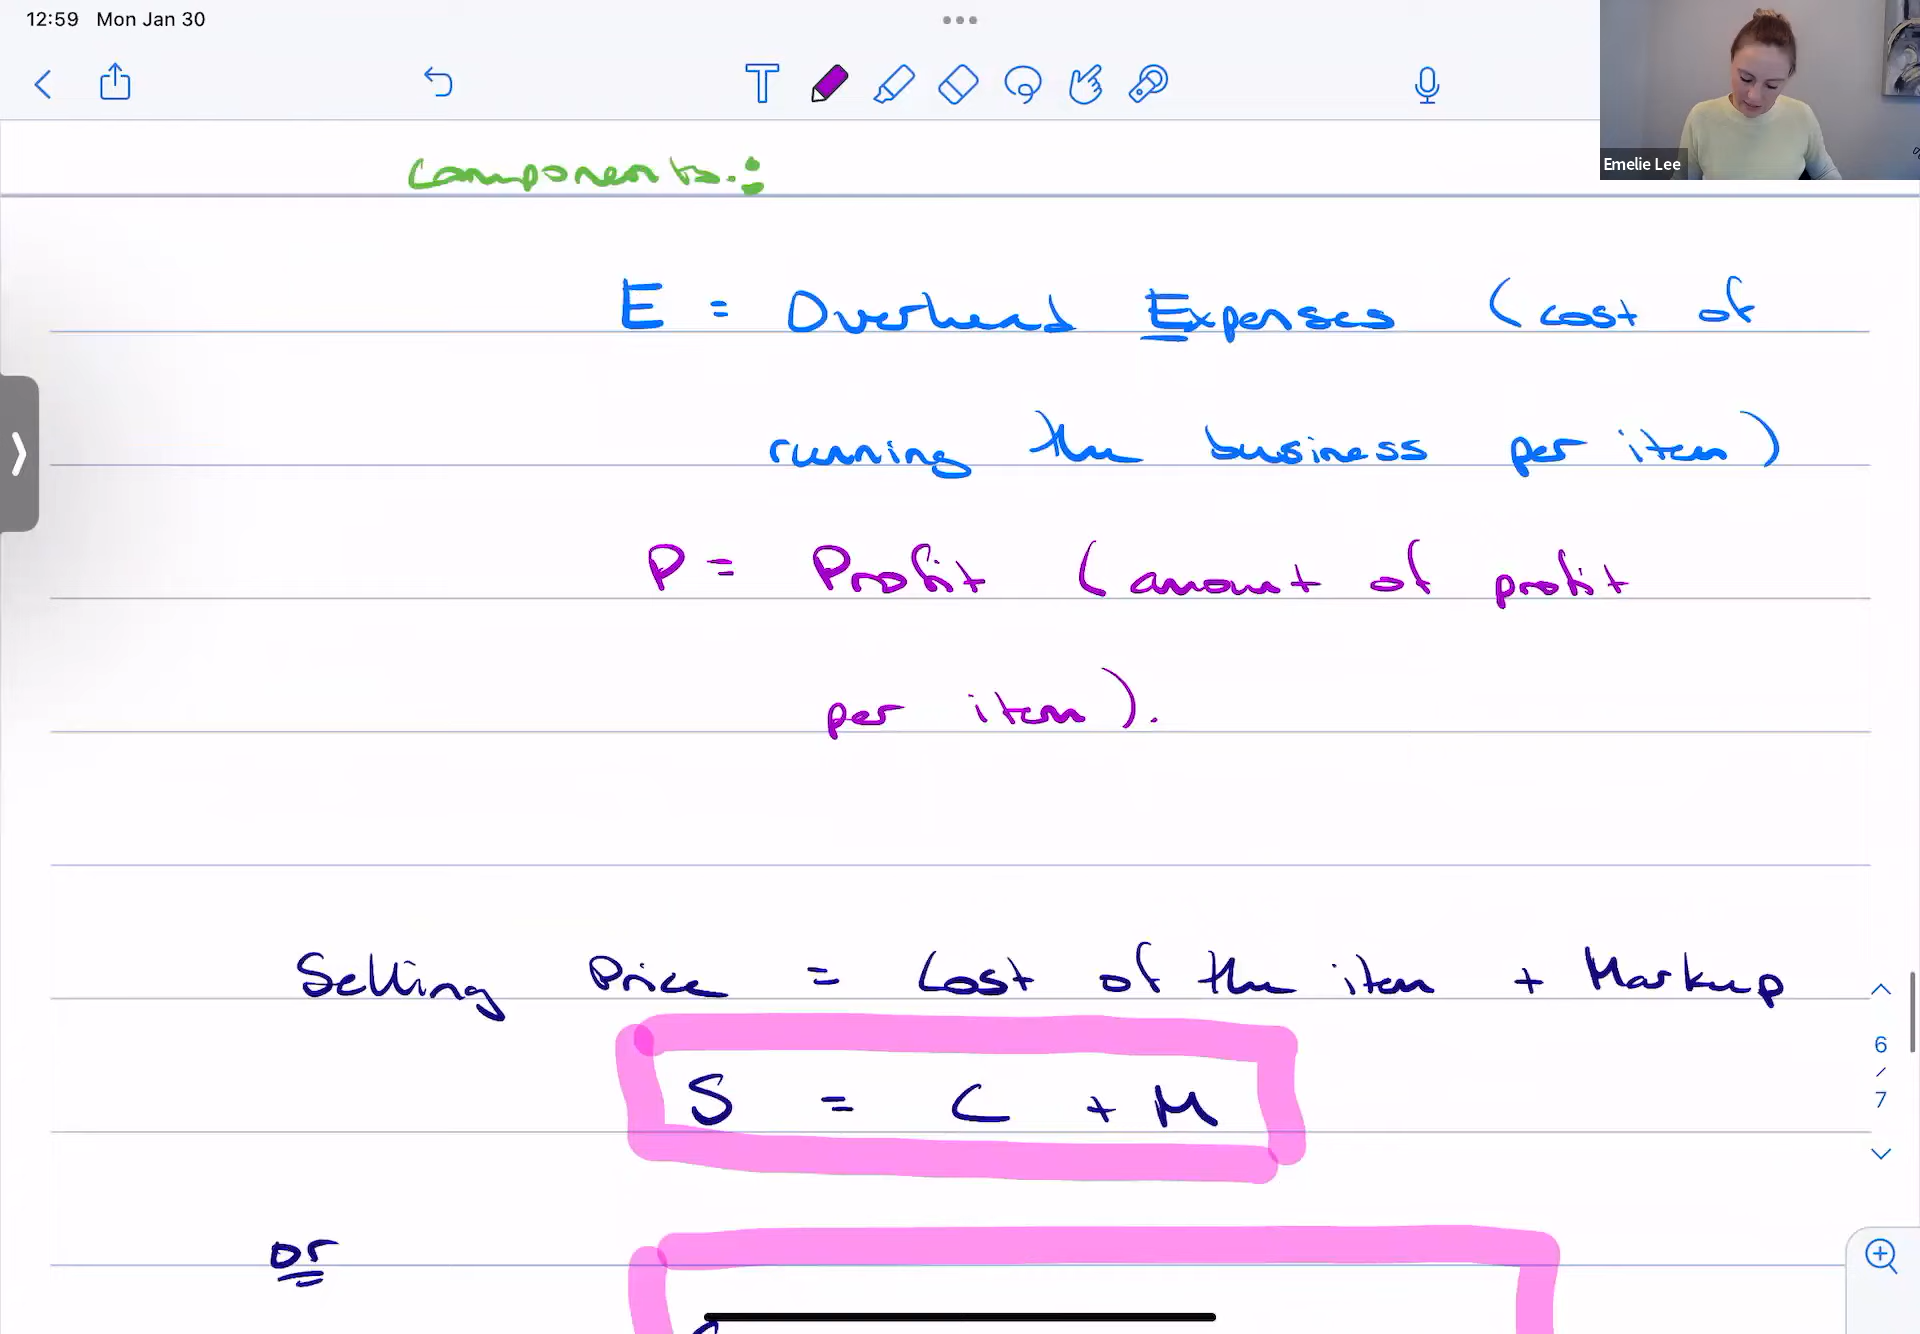 12:59 Mon Jan 30
Emelie Lee
components.:
E = Overhead Expenses (cost of
running the business per item)
P = Profit (amount of profit
per item).
Selling Price = Cost of the item + Markup
S = C + M
or
6
/
7